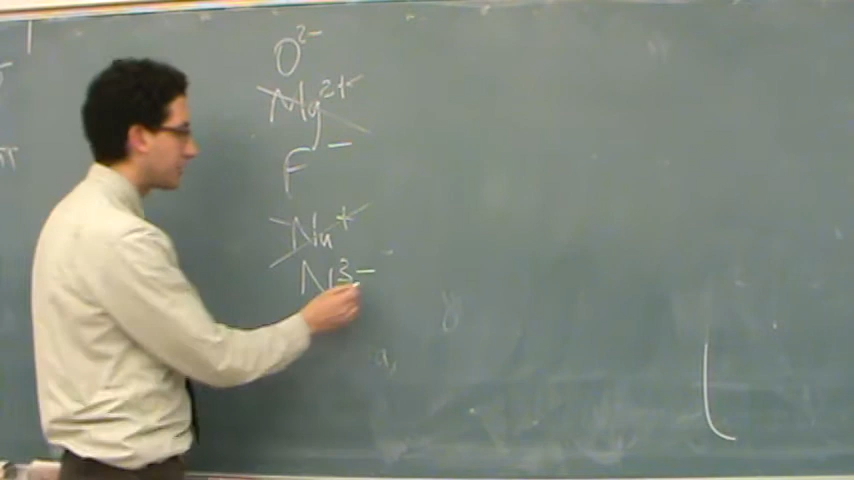 O²⁻
Mg²⁺
F⁻
Na⁺
N³⁻